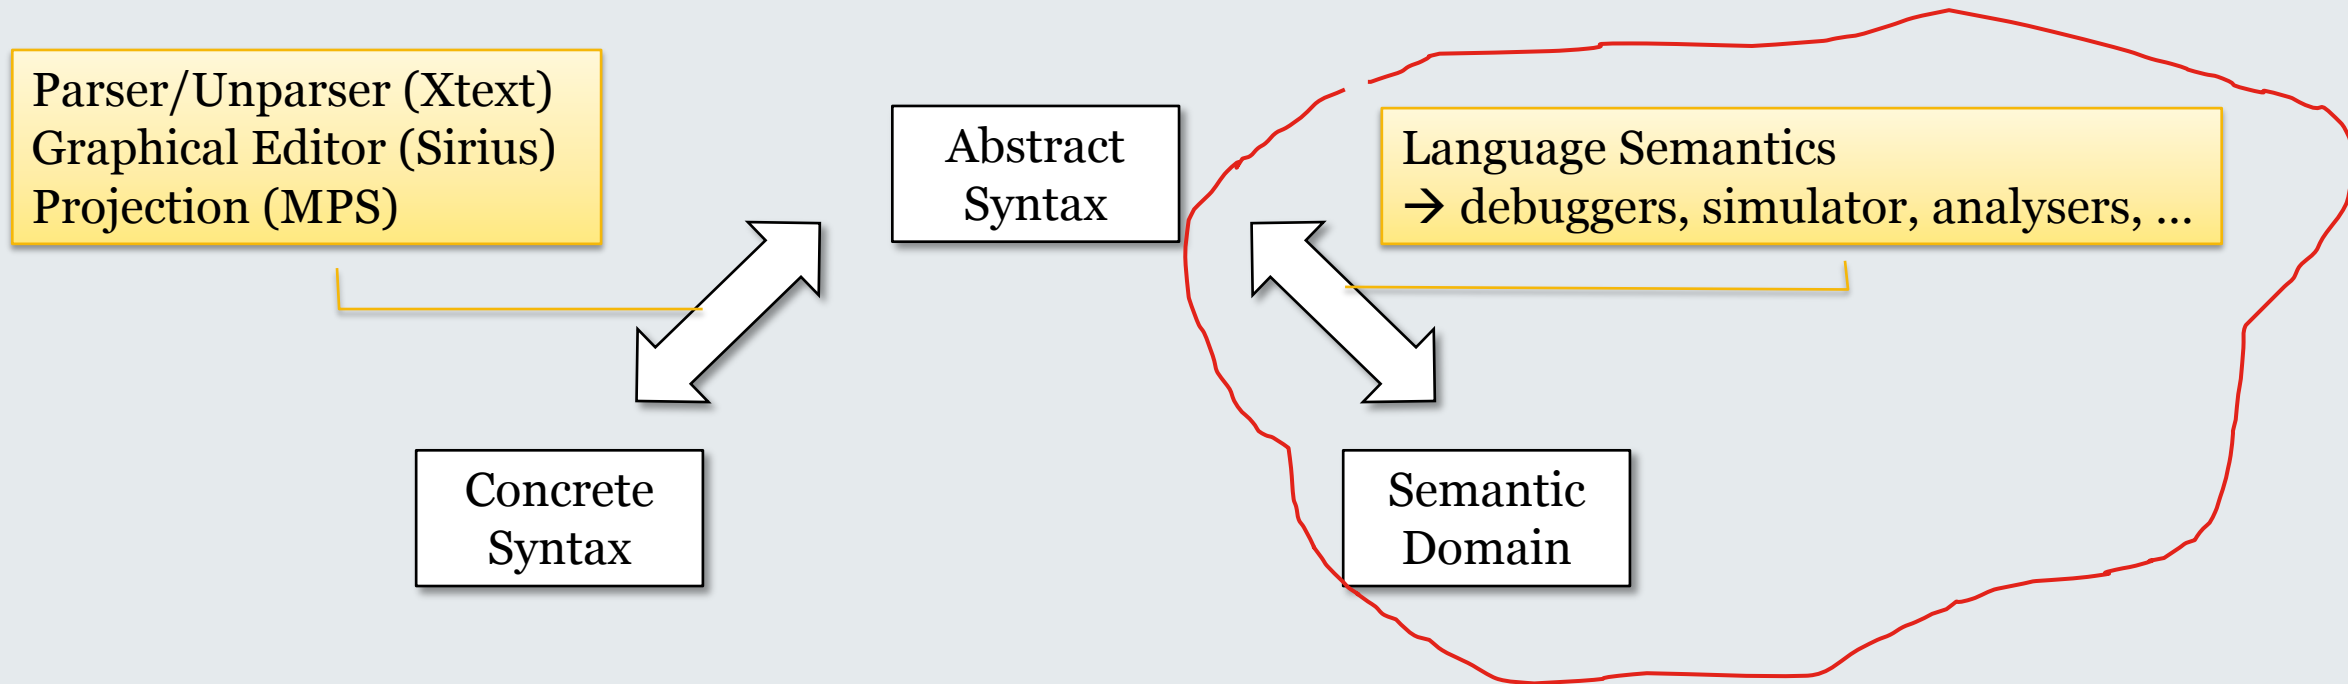 Parser/Unparser (Xtext)
Graphical Editor (Sirius)
Projection (MPS)
Abstract
Syntax
Language Semantics
→ debuggers, simulator, analysers, ...
Concrete
Syntax
Semantic
Domain